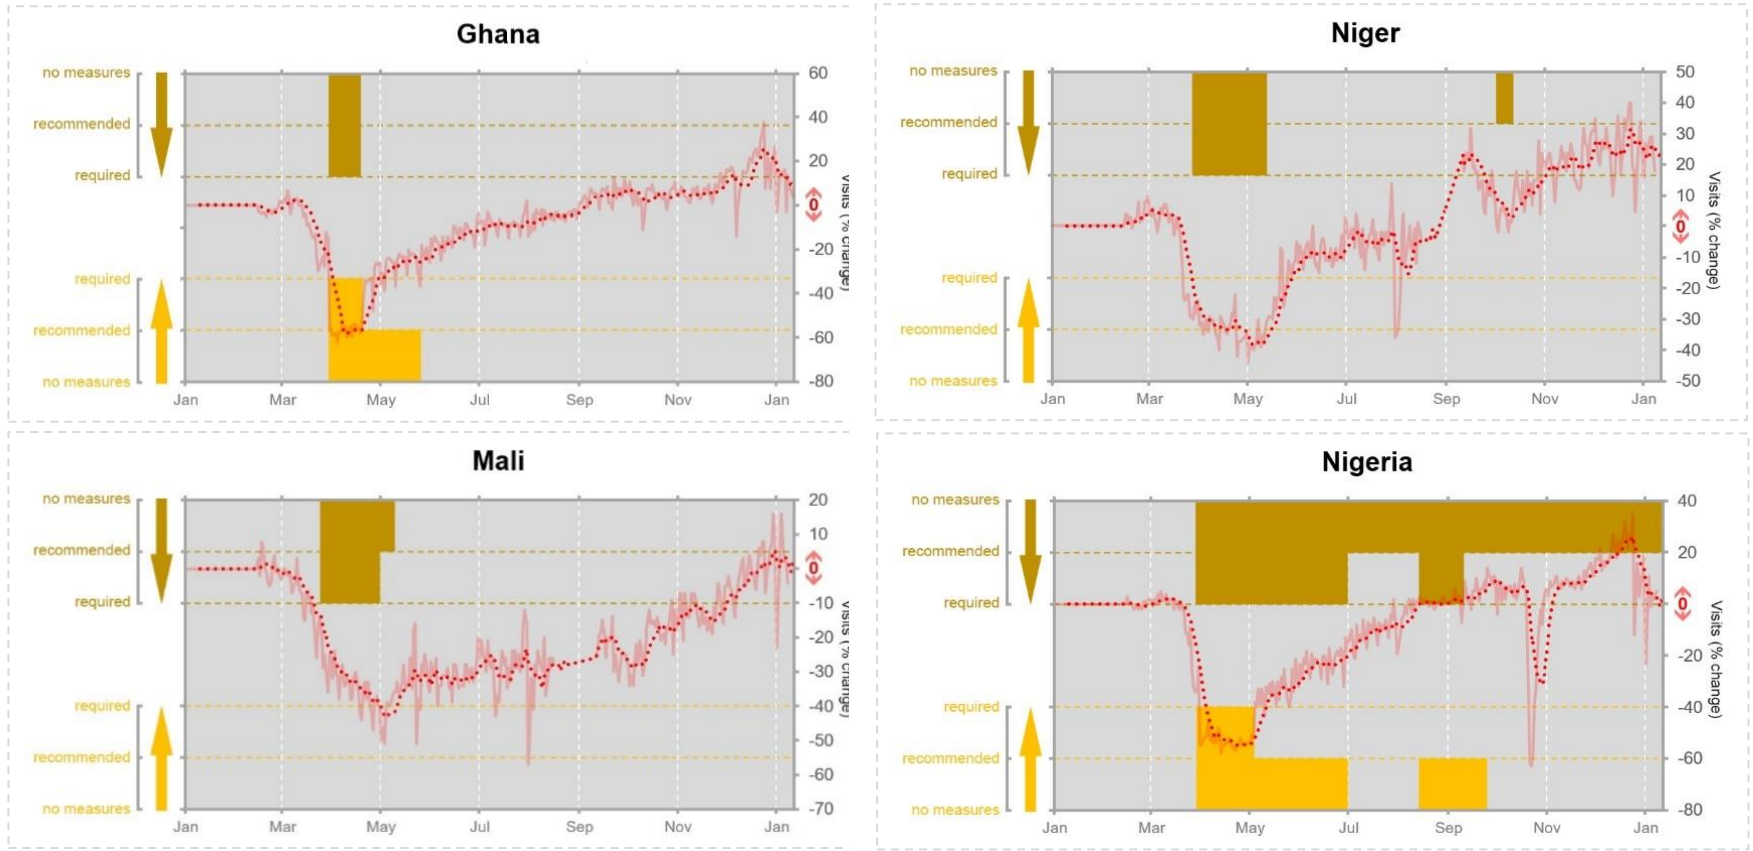 Ghana
no measures
recommended
required
required
recommended
no measures
60
40
20
0
-20
-40
-60
-80
Visits (% change)
Jan Mar May Jul Sep Nov Jan
Niger
no measures
recommended
required
required
recommended
no measures
50
40
30
20
10
0
-10
-20
-30
-40
-50
Visits (% change)
Jan Mar May Jul Sep Nov Jan
Mali
no measures
recommended
required
required
recommended
no measures
20
10
0
-10
-20
-30
-40
-50
-60
-70
Visits (% change)
Jan Mar May Jul Sep Nov Jan
Nigeria
no measures
recommended
required
required
recommended
no measures
40
20
0
-20
-40
-60
-80
Visits (% change)
Jan Mar May Jul Sep Nov Jan